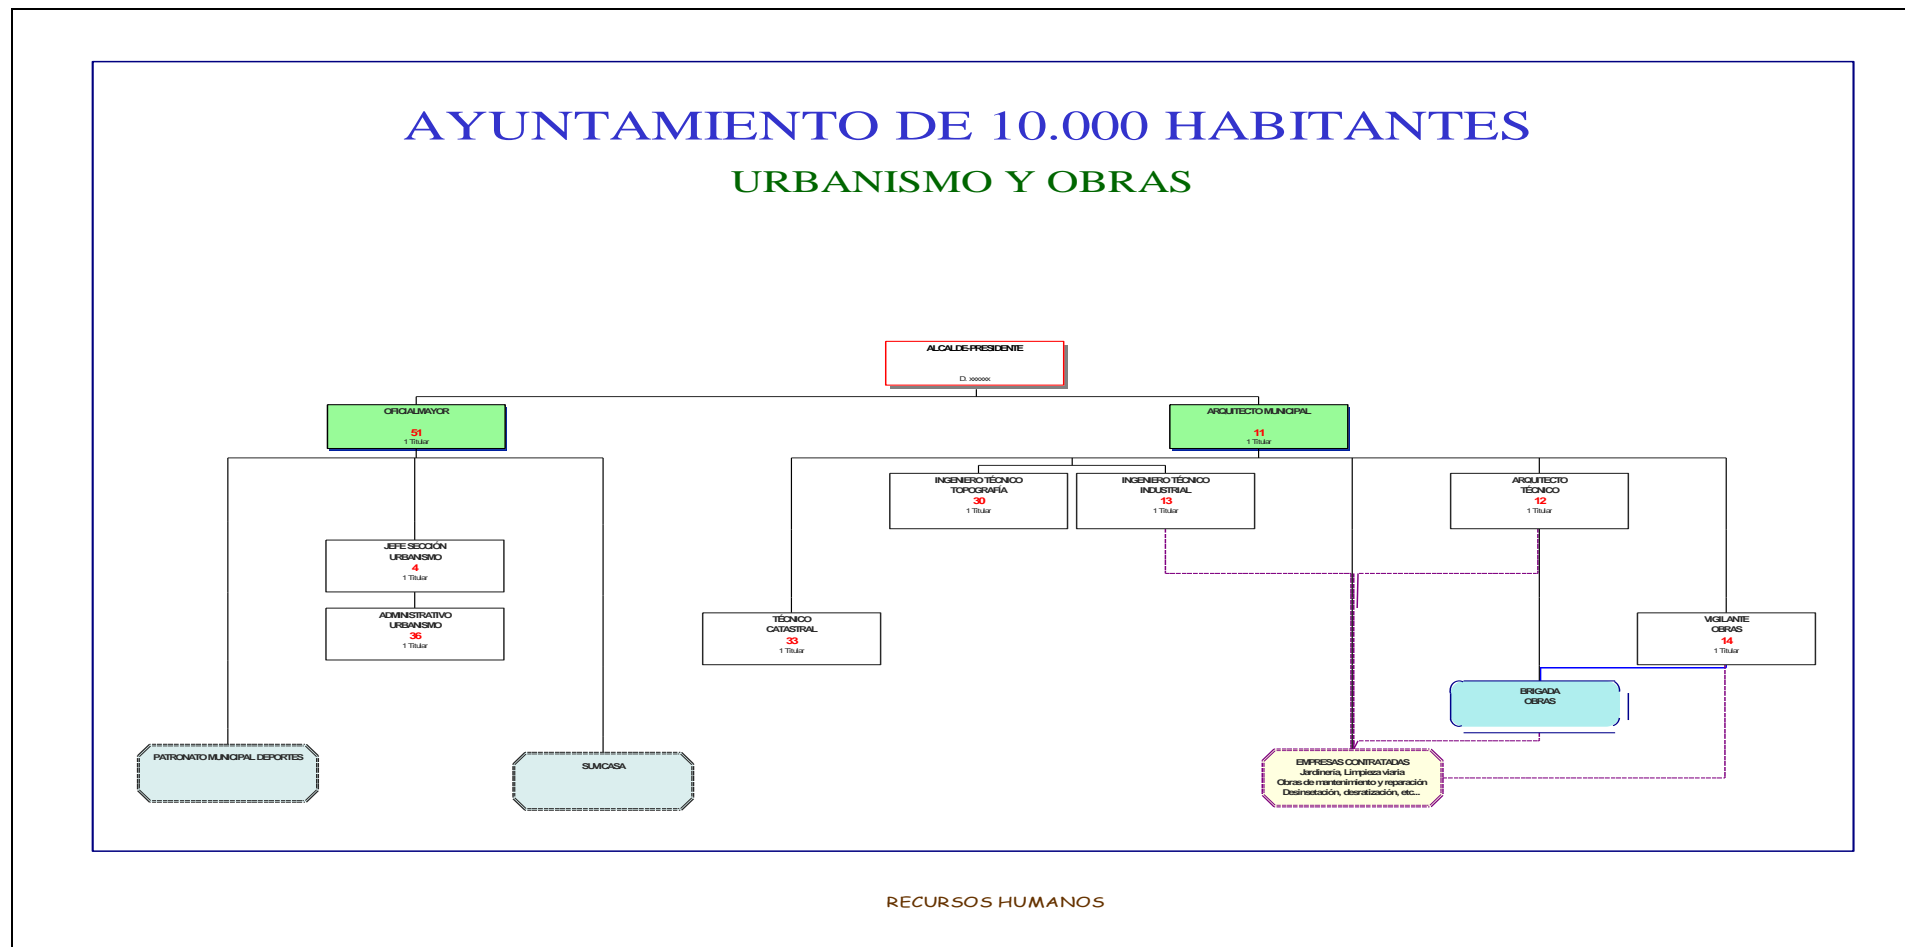 AYUNTAMIENTO DE 10.000 HABITANTES
URBANISMO Y OBRAS
ALCALDE-PRESIDENTE
D. xxxxxx
OFICIAL MAYOR
51
1 Titular
ARQUITECTO MUNICIPAL
11
1 Titular
INGENIERO TÉCNICO
TOPOGRAFÍA
30
1 Titular
INGENIERO TÉCNICO
INDUSTRIAL
13
1 Titular
ARQUITECTO
TÉCNICO
12
1 Titular
JEFE SECCIÓN
URBANISMO
4
1 Titular
ADMINISTRATIVO
URBANISMO
36
1 Titular
TÉCNICO
CATASTRAL
33
1 Titular
VIGILANTE
OBRAS
14
1 Titular
BRIGADA
OBRAS
PATRONATO MUNICIPAL DEPORTES
SUMICASA
EMPRESAS CONTRATADAS
Jardinería, Limpieza viaria
Obras de mantenimiento y reparación
Desinsetación, desratización, etc...
RECURSOS HUMANOS